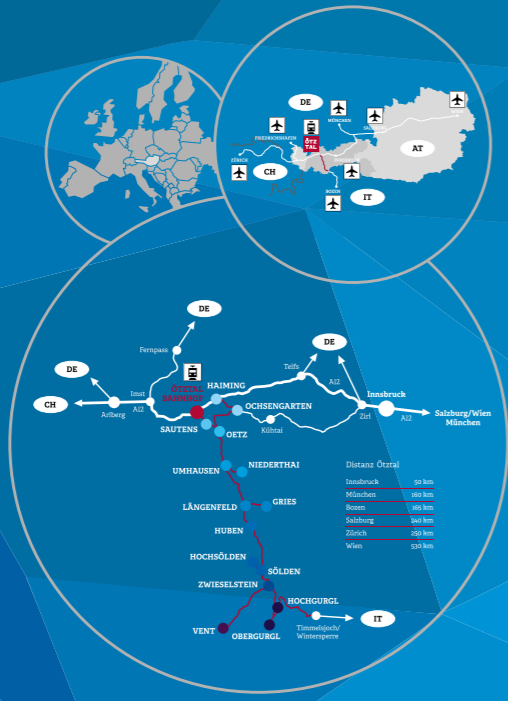 DE
MÜNCHEN
SALZBURG
FRIEDRICHSHAFEN
ÖTZ
TAL
AT
ZÜRICH
CH
INNSBRUCK
IT
BOZEN
DE
Fernpass
DE
DE
Telfs
ÖTZTAL
BAHNHOF
HAIMING
A12
Imst
A12
Innsbruck
CH
Arlberg
OCHSENGARTEN
Zirl
A12
Salzburg/Wien
München
Kühtai
SAUTENS
OETZ
UMHAUSEN
NIEDERTHAI
Distanz Ötztal
Innsbruck 50 km
München 160 km
Bozen 165 km
Salzburg 240 km
Zürich 250 km
Wien 530 km
LÄNGENFELD
GRIES
HUBEN
HOCHSÖLDEN
SÖLDEN
ZWIESELSTEIN
HOCHGURGL
IT
VENT
OBERGURGL
Timmelsjoch/
Wintersperre